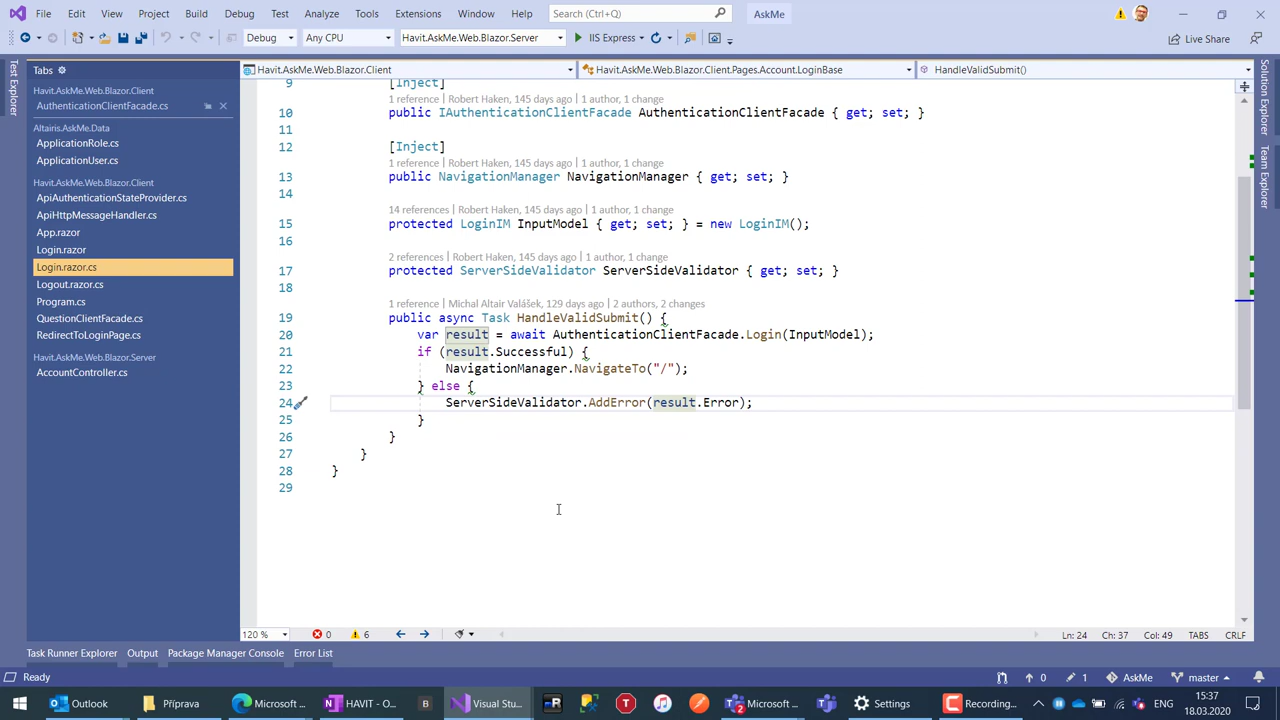 File Edit View Project Build Debug Test Analyze Tools Extensions Window Help Search (Ctrl+Q) AskMe
Debug Any CPU Havit.AskMe.Web.Blazor.Server IIS Express Live Share
Test Explorer
Tabs
Havit.AskMe.Web.Blazor.Client
AuthenticationClientFacade.cs
Altairis.AskMe.Data
ApplicationRole.cs
ApplicationUser.cs
Havit.AskMe.Web.Blazor.Client
ApiAuthenticationStateProvider.cs
ApiHttpMessageHandler.cs
App.razor
Login.razor
Login.razor.cs
Logout.razor.cs
Program.cs
QuestionClientFacade.cs
RedirectToLoginPage.cs
Havit.AskMe.Web.Blazor.Server
AccountController.cs
Havit.AskMe.Web.Blazor.Client Havit.AskMe.Web.Blazor.Client.Pages.Account.LoginBase HandleValidSubmit()
9 [Inject]
1 reference | Robert Haken, 145 days ago | 1 author, 1 change
10 public IAuthenticationClientFacade AuthenticationClientFacade { get; set; }
11
12 [Inject]
1 reference | Robert Haken, 145 days ago | 1 author, 1 change
13 public NavigationManager NavigationManager { get; set; }
14
14 references | Robert Haken, 145 days ago | 1 author, 1 change
15 protected LoginIM InputModel { get; set; } = new LoginIM();
16
2 references | Robert Haken, 145 days ago | 1 author, 1 change
17 protected ServerSideValidator ServerSideValidator { get; set; }
18
1 reference | Michal Altair Valášek, 129 days ago | 2 authors, 2 changes
19 public async Task HandleValidSubmit() {
20 var result = await AuthenticationClientFacade.Login(InputModel);
21 if (result.Successful) {
22 NavigationManager.NavigateTo("/");
23 } else {
24 ServerSideValidator.AddError(result.Error);
25 }
26 }
27 }
28 }
29
Solution Explorer
Team Explorer
120 % 0 6 Ln: 24 Ch: 37 Col: 49 TABS CRLF
Task Runner Explorer Output Package Manager Console Error List
Ready 0 1 AskMe master
Outlook Příprava Microsoft ... HAVIT - O... B Visual Stu... Microsoft ... Settings Recording... ENG 15:37
18.03.2020